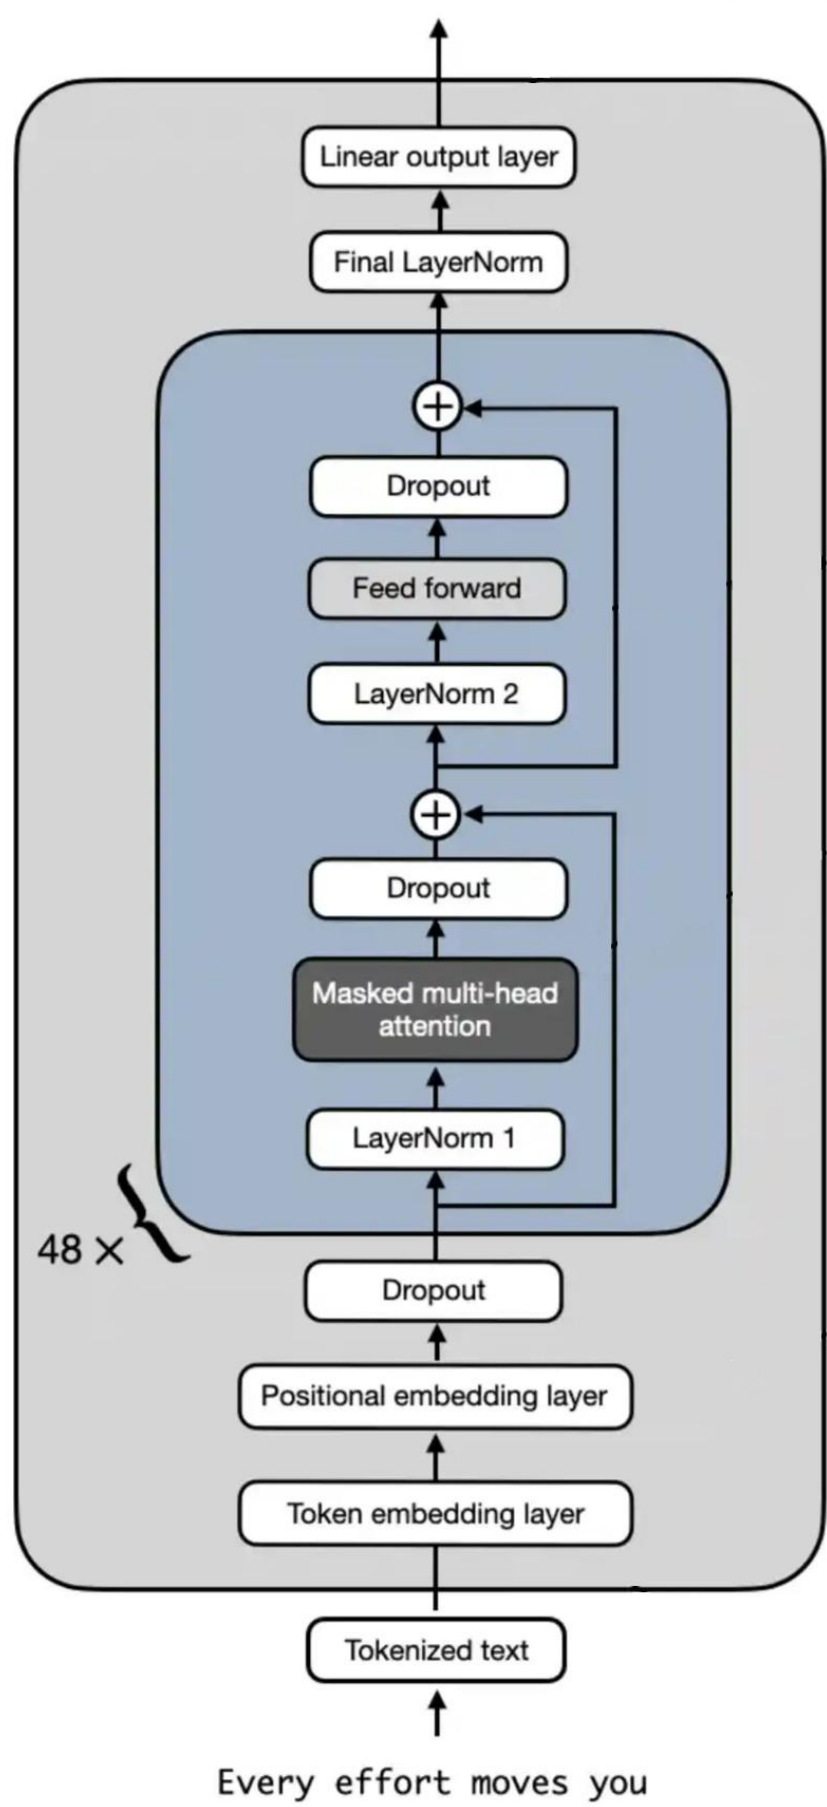 Linear output layer
Final LayerNorm
Dropout
Feed forward
LayerNorm 2
Dropout
Masked multi-head
attention
LayerNorm 1
48 ×
Dropout
Positional embedding layer
Token embedding layer
Tokenized text
Every effort moves you